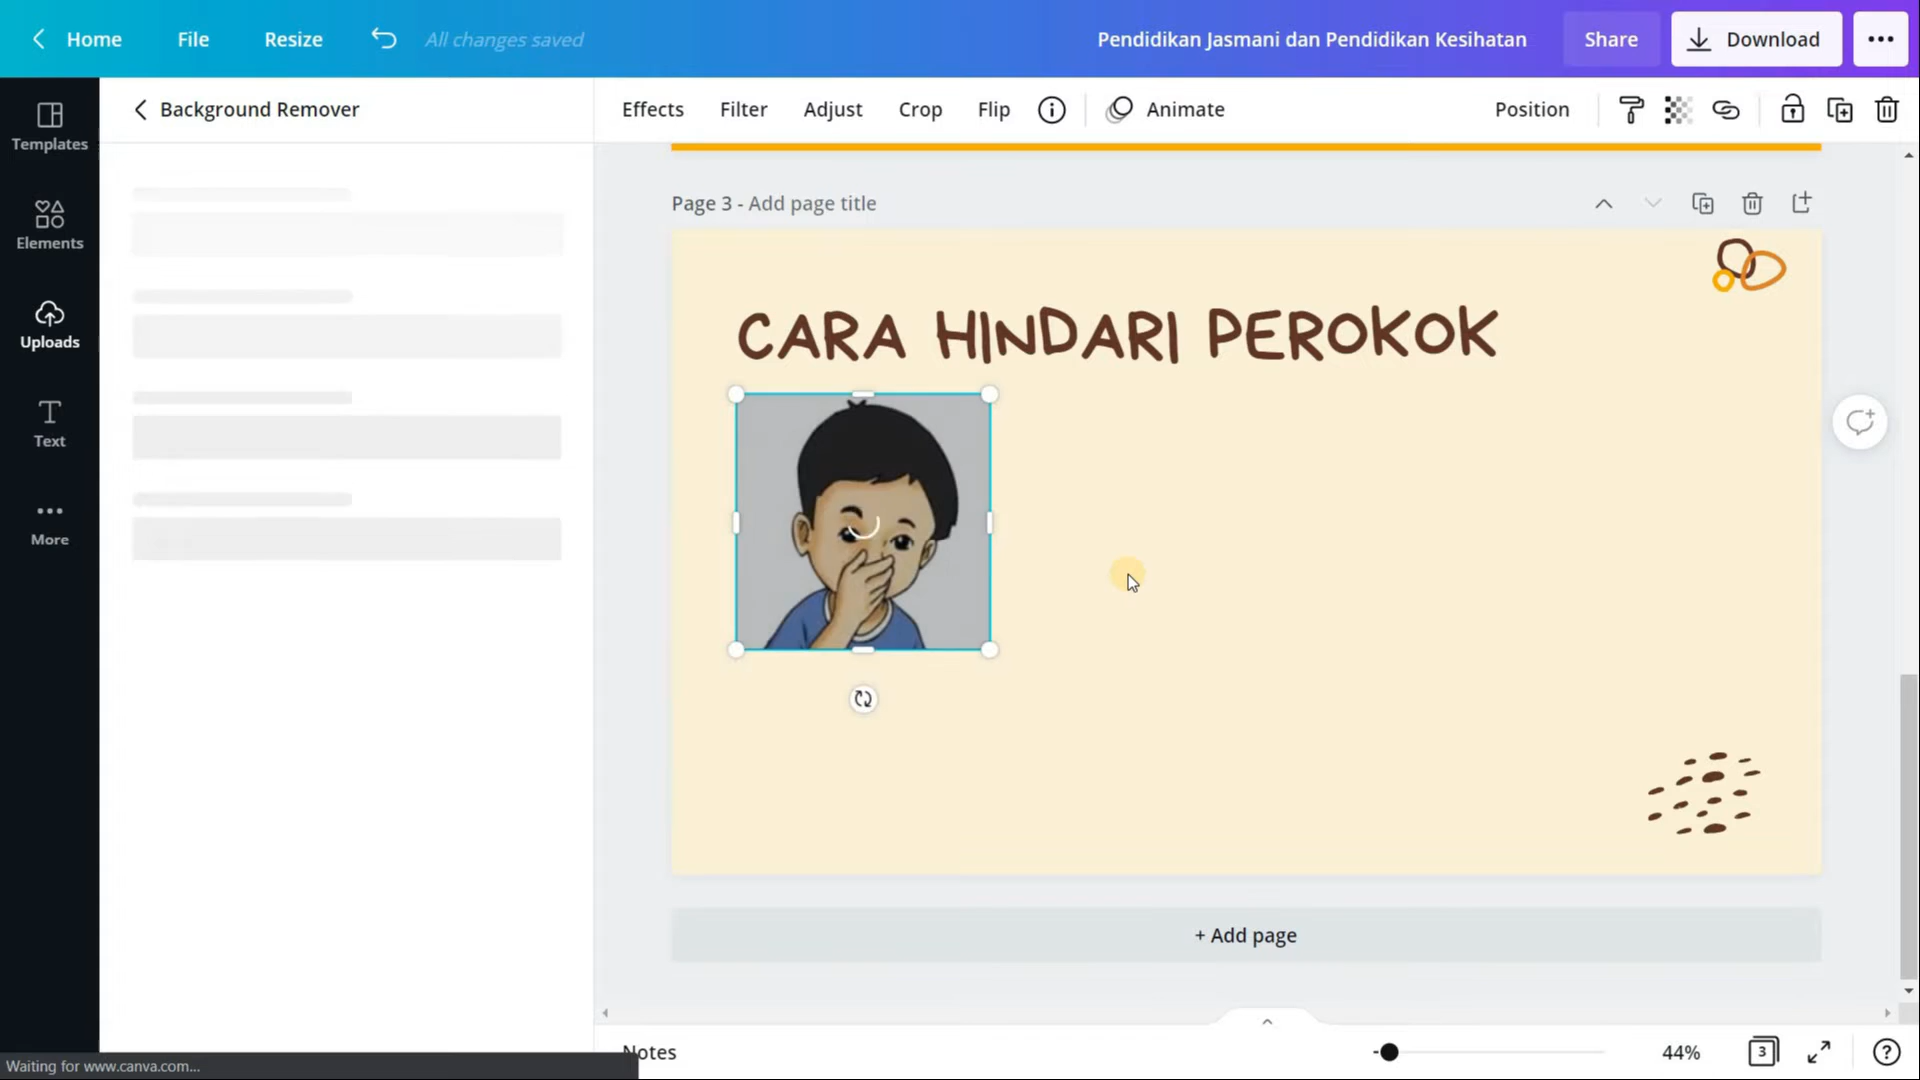 Home File Resize All changes saved Pendidikan Jasmani dan Pendidikan Kesihatan Share Download
Background Remover Effects Filter Adjust Crop Flip Animate Position
Templates
Elements
Uploads
Text
More
Page 3 - Add page title
CARA HINDARI PEROKOK
+ Add page
Notes 44% 3
Waiting for www.canva.com...